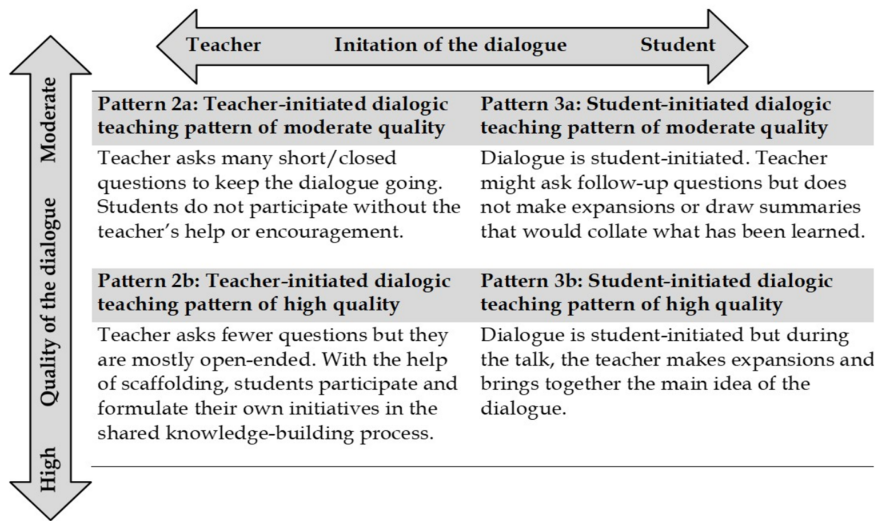 Teacher Initation of the dialogue Student
Moderate
Quality of the dialogue
High
Pattern 2a: Teacher-initiated dialogic
teaching pattern of moderate quality
Teacher asks many short/closed
questions to keep the dialogue going.
Students do not participate without the
teacher's help or encouragement.
Pattern 3a: Student-initiated dialogic
teaching pattern of moderate quality
Dialogue is student-initiated. Teacher
might ask follow-up questions but does
not make expansions or draw summaries
that would collate what has been learned.
Pattern 2b: Teacher-initiated dialogic
teaching pattern of high quality
Teacher asks fewer questions but they
are mostly open-ended. With the help
of scaffolding, students participate and
formulate their own initiatives in the
shared knowledge-building process.
Pattern 3b: Student-initiated dialogic
teaching pattern of high quality
Dialogue is student-initiated but during
the talk, the teacher makes expansions and
brings together the main idea of the
dialogue.